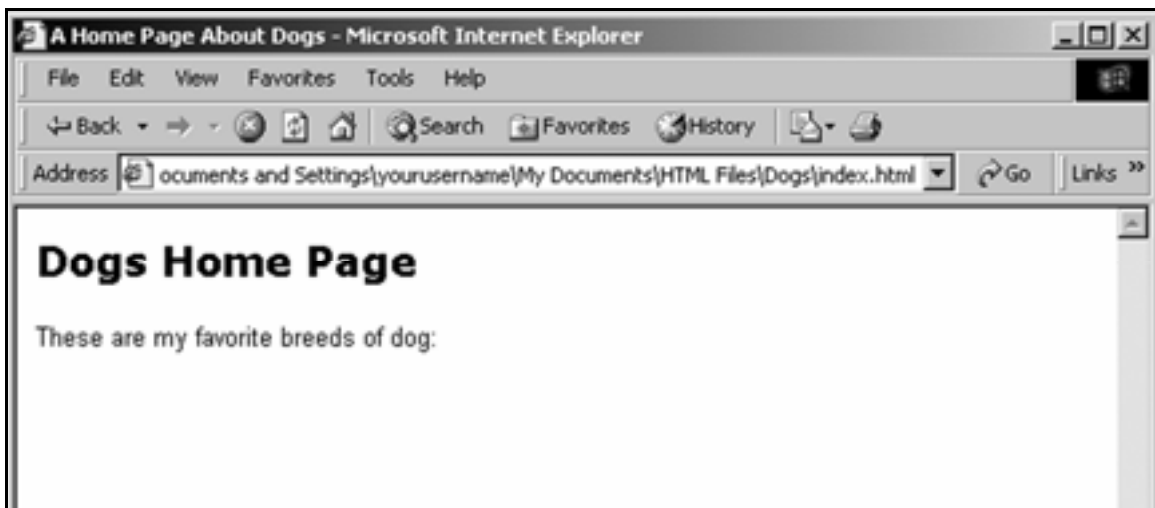 A Home Page About Dogs - Microsoft Internet Explorer
File Edit View Favorites Tools Help
Back Search Favorites History
Address ocuments and Settings\yourusername\My Documents\HTML Files\Dogs\index.html Go Links »
Dogs Home Page
These are my favorite breeds of dog: